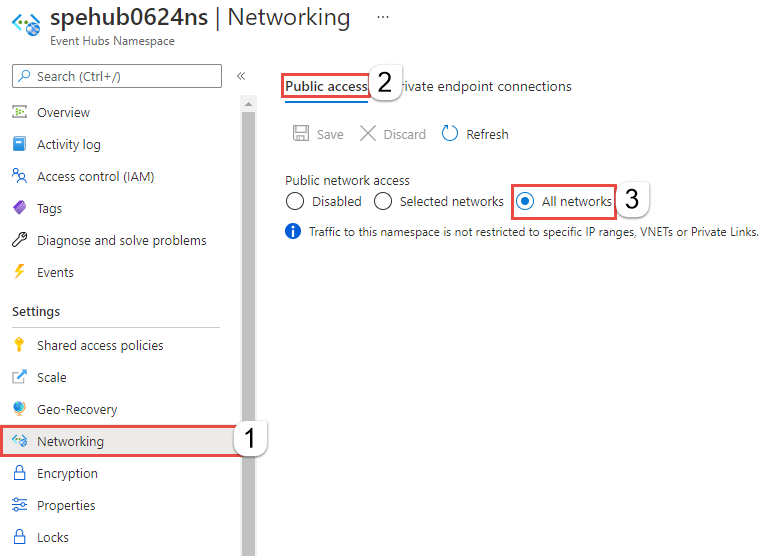 spehub0624ns | Networking ...
Event Hubs Namespace
Search (Ctrl+/)
«
Overview
Activity log
Access control (IAM)
Tags
Diagnose and solve problems
Events
Settings
Shared access policies
Scale
Geo-Recovery
Networking
1
Encryption
Properties
Locks
Public access 2 rivate endpoint connections
Save Discard Refresh
Public network access
Disabled Selected networks All networks 3
Traffic to this namespace is not restricted to specific IP ranges, VNETs or Private Links.